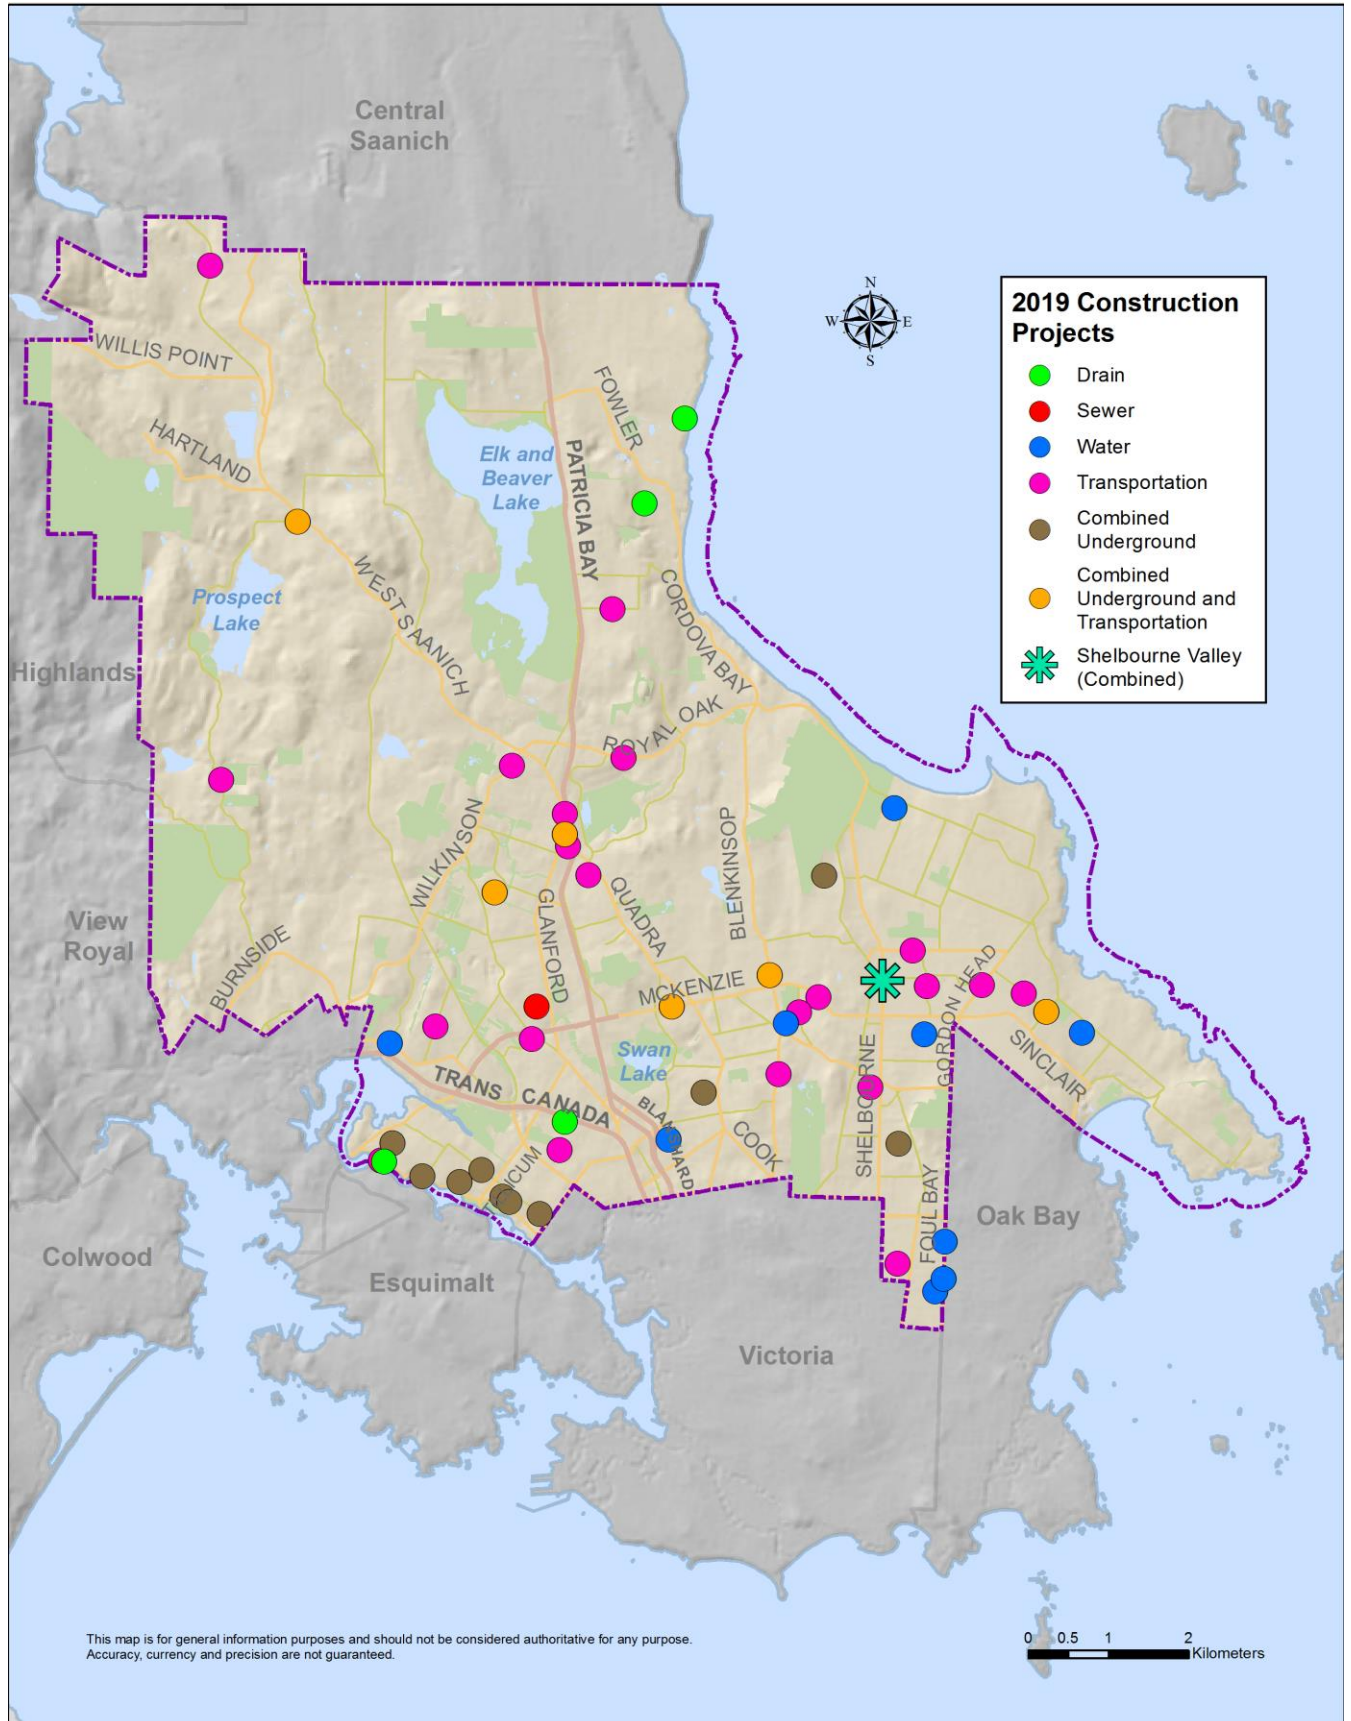 Central
Saanich
N
W
E
S
2019 Construction
Projects
Drain
Sewer
Water
Transportation
Combined
Underground
Combined
Underground and
Transportation
Shelbourne Valley
(Combined)
WILLIS POINT
FOWLER
HARTLAND
Elk and
Beaver
Lake
PATRICIA BAY
WEST SAANICH
Prospect
Lake
CORDOVA BAY
Highlands
ROYAL OAK
WILKINSON
BLENKINSOP
QUADRA
GLANFORD
View
Royal
BURNSIDE
MCKENZIE
GORDON HEAD
SINCLAIR
SHELBOURNE
Swan
Lake
TRANS CANADA
BLANSHARD
COOK
TILLICUM
FOUL BAY
Oak Bay
Colwood
Esquimalt
Victoria
This map is for general information purposes and should not be considered authoritative for any purpose.
Accuracy, currency and precision are not guaranteed.
0 0.5 1 2
Kilometers